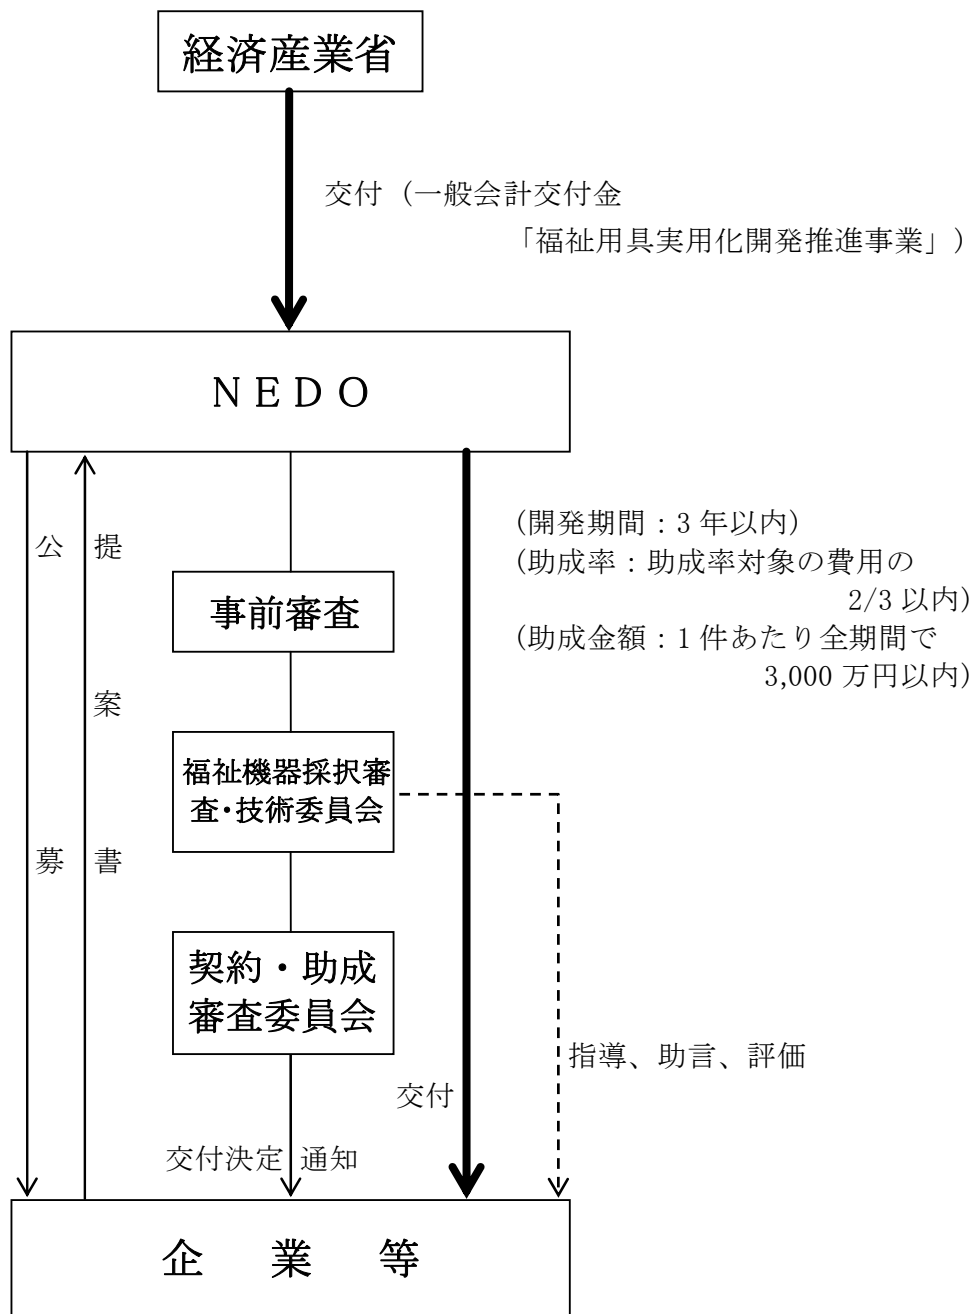 経済産業省
交付（一般会計交付金
「福祉用具実用化開発推進事業」）
ＮＥＤＯ
公募
提案書
(開発期間：3 年以内)
(助成率：助成率対象の費用の
2/3 以内)
(助成金額：1 件あたり全期間で
3,000 万円以内)
事前審査
福祉機器採択審
査・技術委員会
契約・助成
審査委員会
指導、助言、評価
交付
交付決定 通知
企　業　等